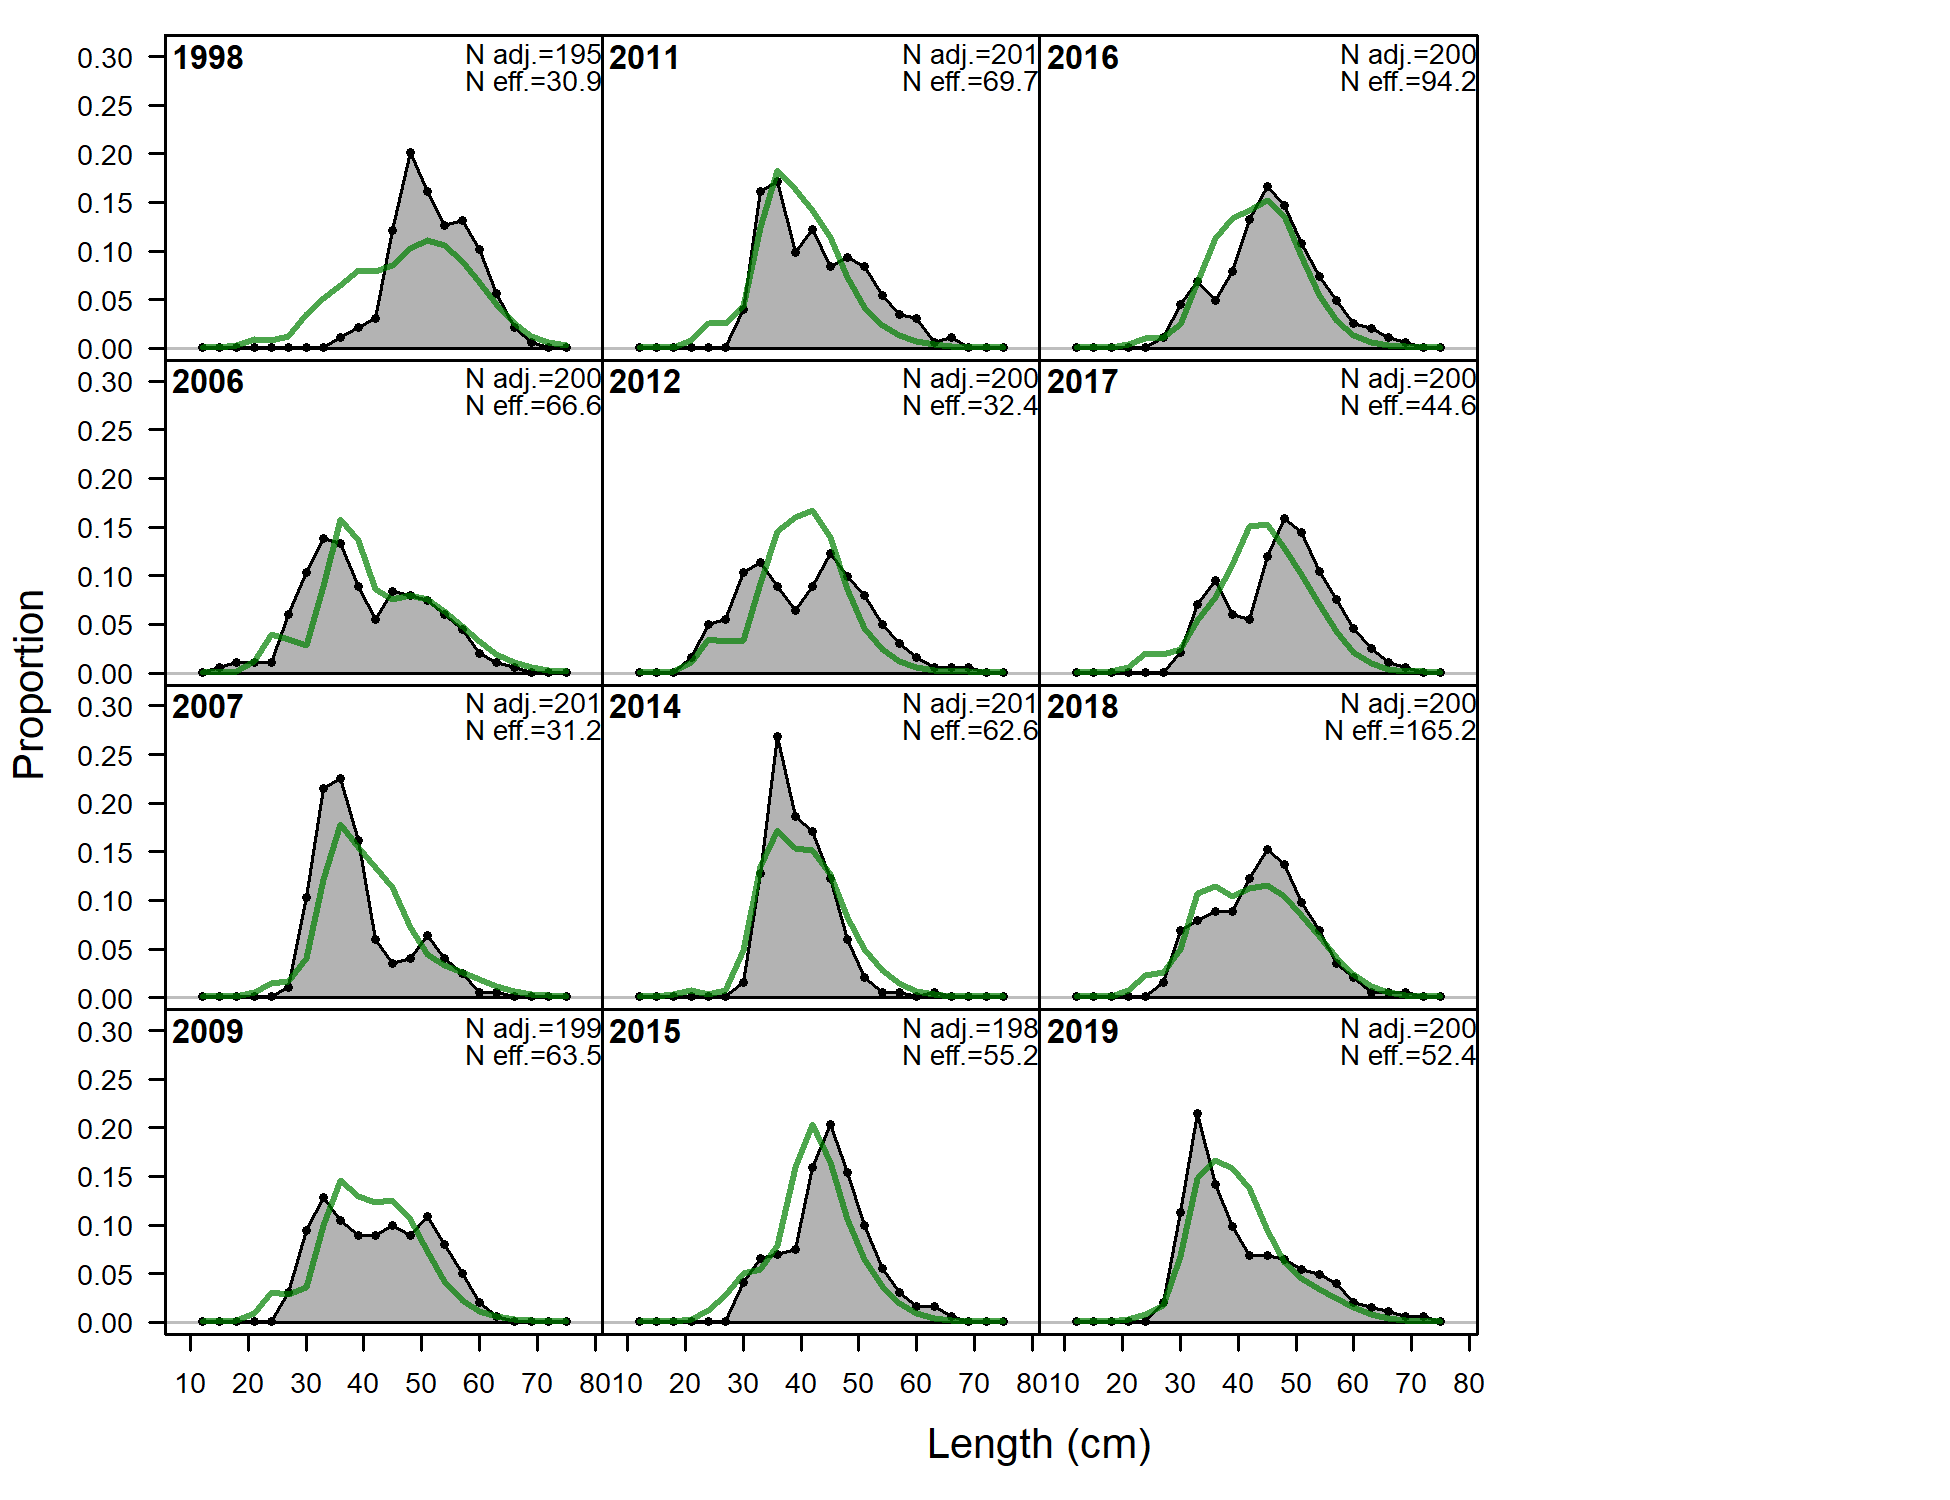 Proportion
0.30
0.25
0.20
0.15
0.10
0.05
0.00
1998
N adj.=195
N eff.=30.9
2011
N adj.=201
N eff.=69.7
2016
N adj.=200
N eff.=94.2
0.30
0.25
0.20
0.15
0.10
0.05
0.00
2006
N adj.=200
N eff.=66.6
2012
N adj.=200
N eff.=32.4
2017
N adj.=200
N eff.=44.6
0.30
0.25
0.20
0.15
0.10
0.05
0.00
2007
N adj.=201
N eff.=31.2
2014
N adj.=201
N eff.=62.6
2018
N adj.=200
N eff.=165.2
0.30
0.25
0.20
0.15
0.10
0.05
0.00
2009
N adj.=199
N eff.=63.5
2015
N adj.=198
N eff.=55.2
2019
N adj.=200
N eff.=52.4
10 20 30 40 50 60 70 80
10 20 30 40 50 60 70 80
10 20 30 40 50 60 70 80
Length (cm)